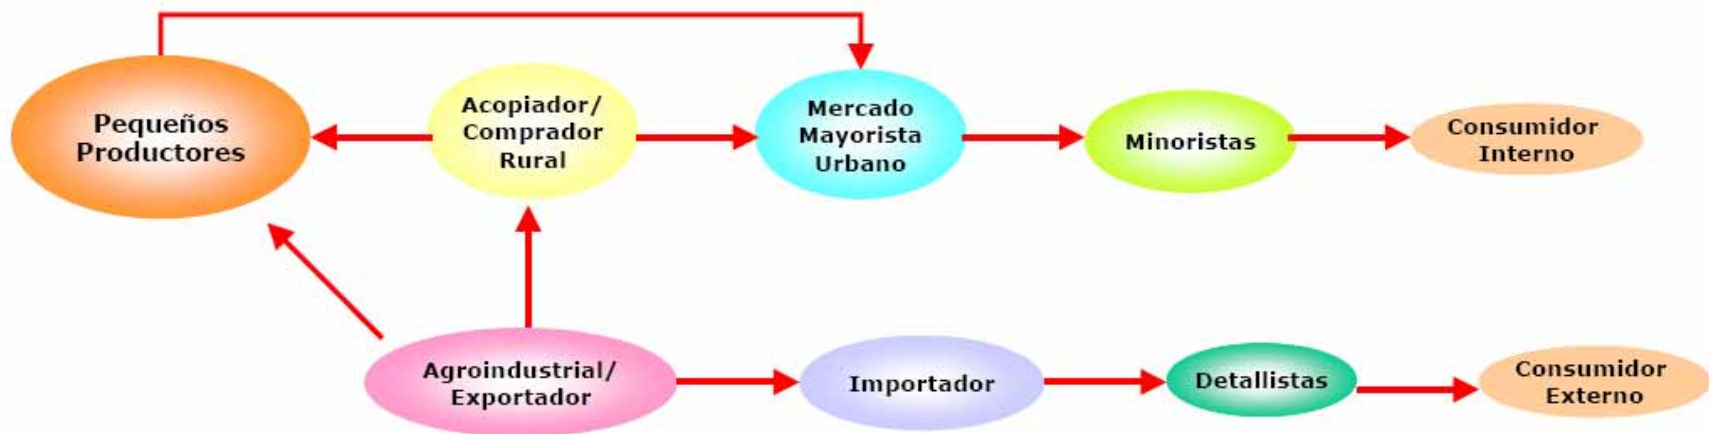 Pequeños
Productores
Acopiador/
Comprador
Rural
Mercado
Mayorista
Urbano
Minoristas
Consumidor
Interno
Agroindustrial/
Exportador
Importador
Detallistas
Consumidor
Externo